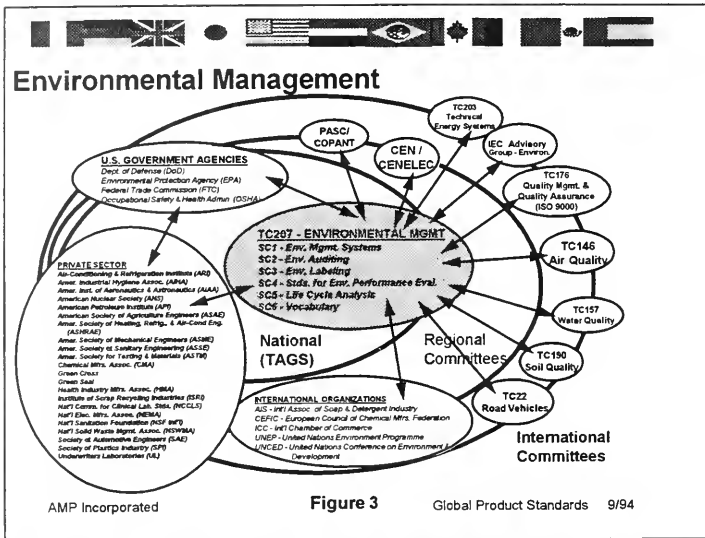 Environmental Management
PASC/
COPANT
CEN /
CENELEC
TC203
Technical
Energy Systems
IEC Advisory
Group - Environ.
TC176
Quality Mgmt. &
Quality Assurance
(ISO 9000)
TC146
Air Quality
TC157
Water Quality
TC190
Soil Quality
TC22
Road Vehicles
U.S. GOVERNMENT AGENCIES
Dept. of Defense (DoD)
Environmental Protection Agency (EPA)
Federal Trade Commission (FTC)
Occupational Safety & Health Admin (OSHA)
TC207 - ENVIRONMENTAL MGMT
SC1 - Env. Mgmt. Systems
SC2 - Env. Auditing
SC3 - Env. Labeling
SC4 - Stds. for Env. Performance Eval.
SC5 - Life Cycle Analysis
SC6 - Vocabulary
PRIVATE SECTOR
Air-Conditioning & Refrigeration Institute (ARI)
Amer. Industrial Hygiene Assoc. (AIHA)
Amer. Inst. of Aeronautics & Astronautics (AIAA)
American Nuclear Society (ANS)
American Petroleum Institute (API)
American Society of Agriculture Engineers (ASAE)
Amer. Society of Heating, Refrig., & Air-Cond Eng.
(ASHRAE)
Amer. Society of Mechanical Engineers (ASME)
Amer. Society of Sanitary Engineering (ASSE)
Amer. Society for Testing & Materials (ASTM)
Chemical Mfrs. Assoc. (CMA)
Green Cross
Green Seal
Health Industry Mfrs. Assoc. (HIMA)
Institute of Scrap Recycling Industries (ISRI)
Nat'l Comm. for Clinical Lab. Stds. (NCCLS)
Nat'l Elec. Mfrs. Assoc. (NEMA)
Nat'l Sanitation Foundation (NSF Int'l)
Nat'l Solid Waste Mgmt. Assoc. (NSWMA)
Society of Automotive Engineers (SAE)
Society of Plastics Industry (SPI)
Underwriters Laboratories (UL)
National
(TAGS)
Regional
Committees
International
Committees
INTERNATIONAL ORGANIZATIONS
AIS - Int'l Assoc. of Soap & Detergent Industry
CEFIC - European Council of Chemical Mfrs. Federation
ICC - Int'l Chamber of Commerce
UNEP - United Nations Environment Programme
UNCED - United Nations Conference on Environment &
Development
AMP Incorporated
Figure 3
Global Product Standards 9/94